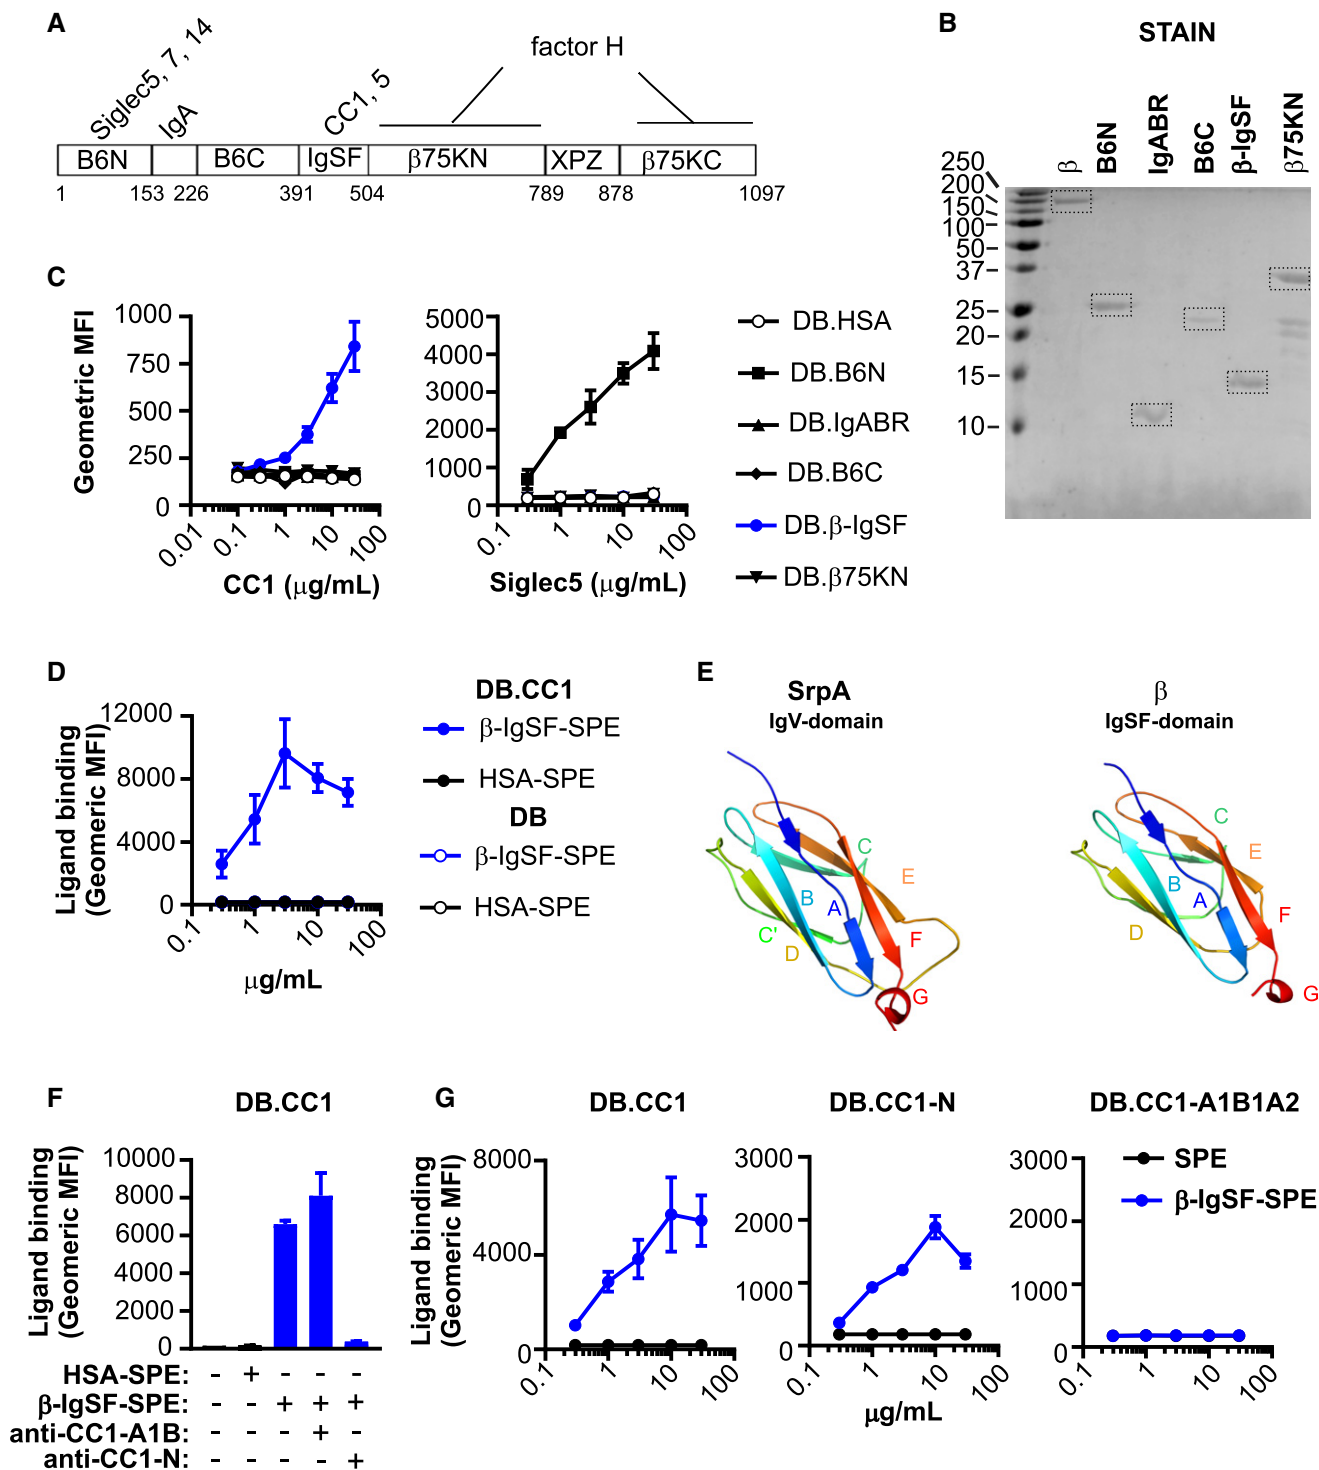 A
Siglec5, 7, 14
IgA
CC1, 5
factor H
B6N B6C IgSF β75KN XPZ β75KC
1 153 226 391 504 789 878 1097
B
STAIN
β B6N IgABR B6C β-IgSF β75KN
250
200
150
100
50
37
25
20
15
10
C
Geometric MFI
1000
750
500
250
0
0.01 0.1 1 10 100
CC1 (μg/mL)
5000
4000
3000
2000
1000
0
0.1 1 10 100
Siglec5 (μg/mL)
DB.HSA
DB.B6N
DB.IgABR
DB.B6C
DB.β-IgSF
DB.β75KN
D
Ligand binding
(Geomeric MFI)
12000
8000
4000
0
0.1 1 10 100
μg/mL
DB.CC1
β-IgSF-SPE
HSA-SPE
DB
β-IgSF-SPE
HSA-SPE
E
SrpA
IgV-domain
C
E
B
A
C'
D
F
G
β
IgSF-domain
C
E
B
A
D
F
G
F
DB.CC1
Ligand binding
(Geomeric MFI)
10000
8000
6000
4000
2000
0
HSA-SPE: - + - - -
β-IgSF-SPE: - - + + +
anti-CC1-A1B: - - - + -
anti-CC1-N: - - - - +
G
DB.CC1
Ligand binding
(Geomeric MFI)
8000
4000
0
0.1 1 10 100
DB.CC1-N
3000
2000
1000
0
0.1 1 10 100
μg/mL
DB.CC1-A1B1A2
3000
2000
1000
0
0.1 1 10 100
SPE
β-IgSF-SPE